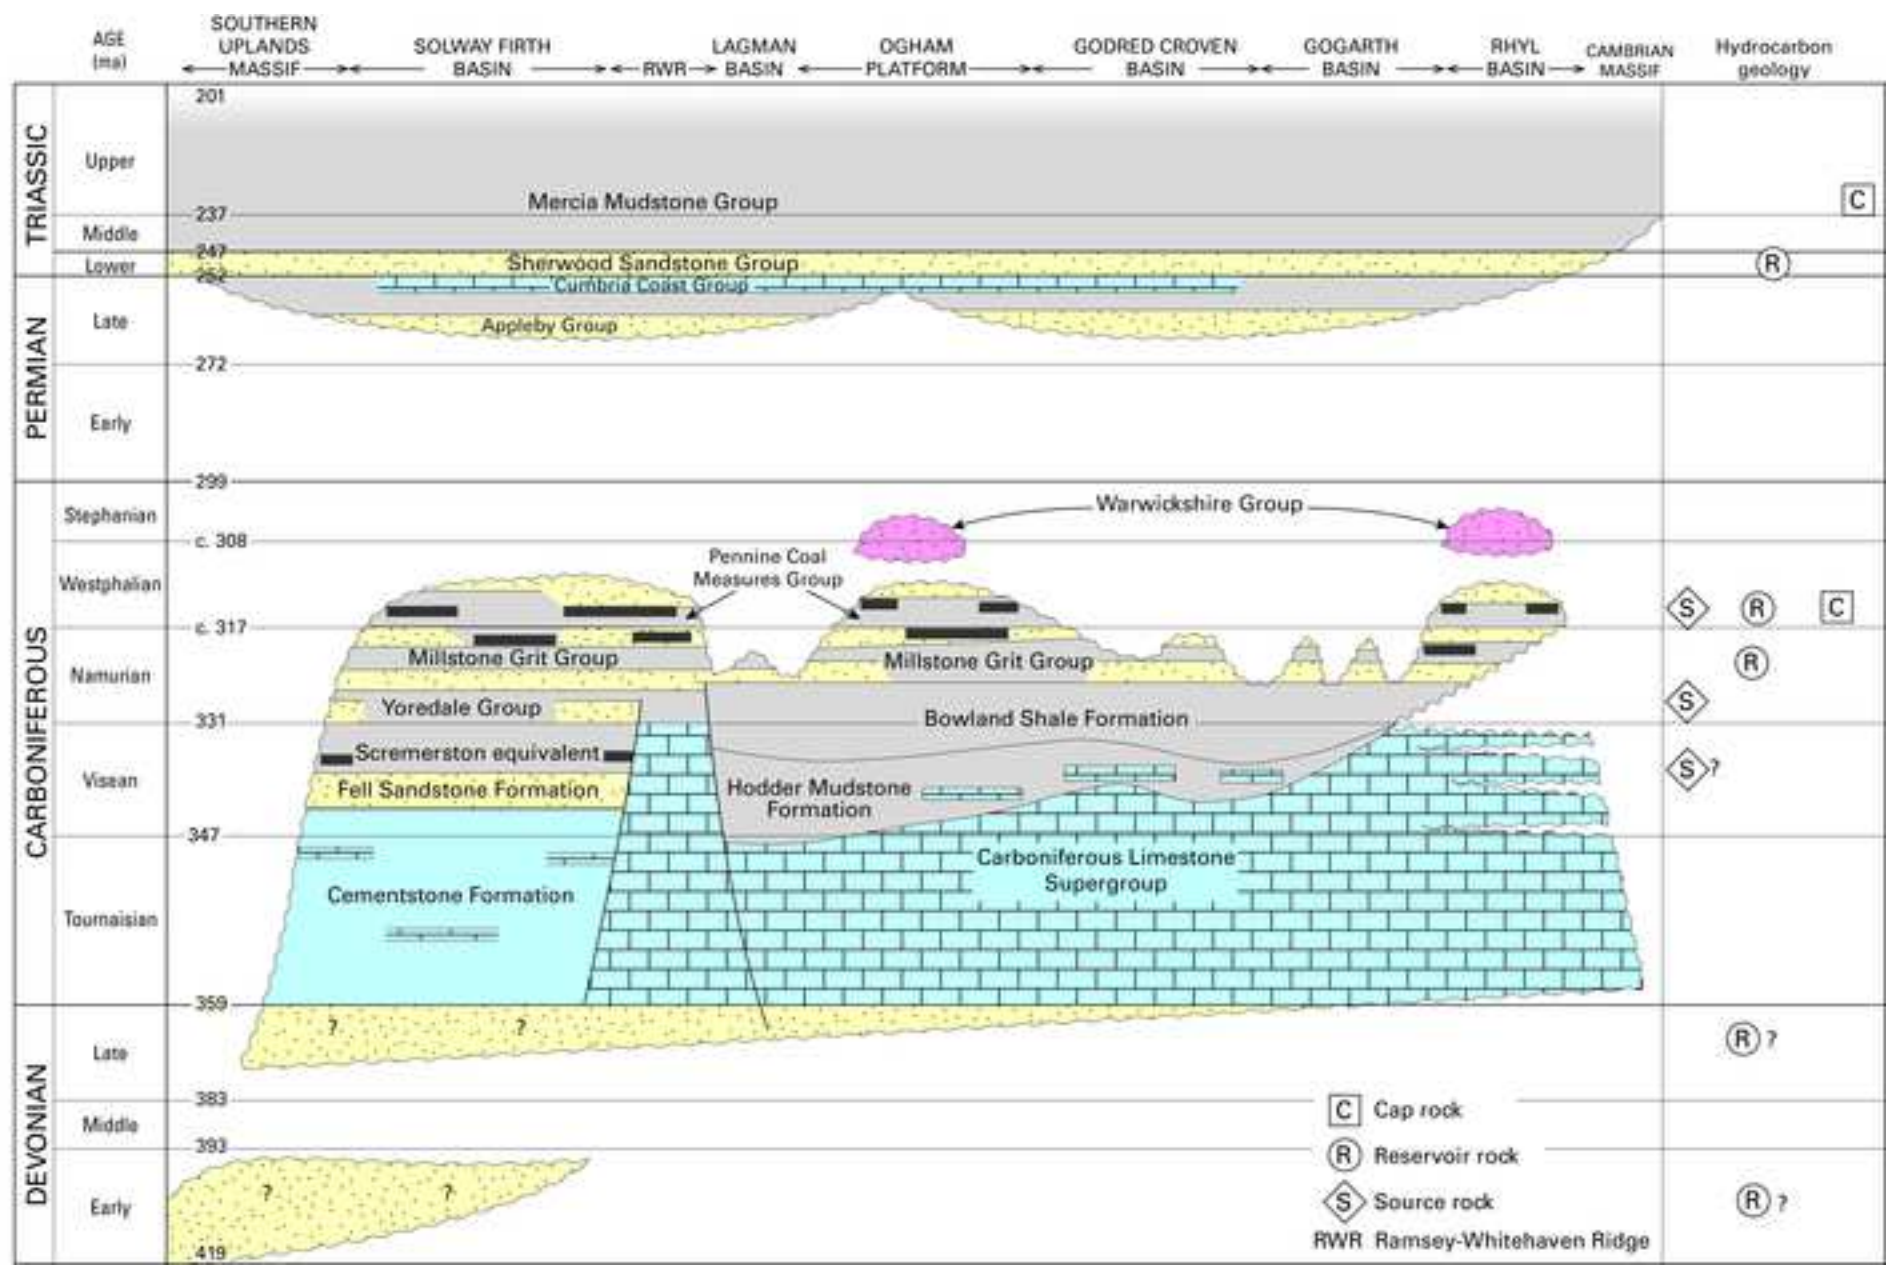 AGE
(ma)
SOUTHERN
UPLANDS
MASSIF
SOLWAY FIRTH
BASIN
RWR
LAGMAN
BASIN
OGHAM
PLATFORM
GODRED CROVEN
BASIN
GOGARTH
BASIN
RHYL
BASIN
CAMBRIAN
MASSIF
Hydrocarbon
geology
TRIASSIC
201
Upper
Mercia Mudstone Group
C
237
Middle
247
Lower
Sherwood Sandstone Group
R
252
PERMIAN
Cumbria Coast Group
Late
Appleby Group
272
Early
299
CARBONIFEROUS
Stephanian
Warwickshire Group
c. 308
Pennine Coal
Measures Group
Westphalian
S R C
c. 317
Millstone Grit Group
Millstone Grit Group
R
Namurian
S
Yoredale Group
331
Bowland Shale Formation
Scremerston equivalent
S ?
Visean
Fell Sandstone Formation
Hodder Mudstone
Formation
347
Carboniferous Limestone
Supergroup
Cementstone Formation
Tournaisian
359
DEVONIAN
? ?
Late
R ?
383
Middle
393
? ?
Early
R ?
419
C Cap rock
R Reservoir rock
S Source rock
RWR Ramsey-Whitehaven Ridge